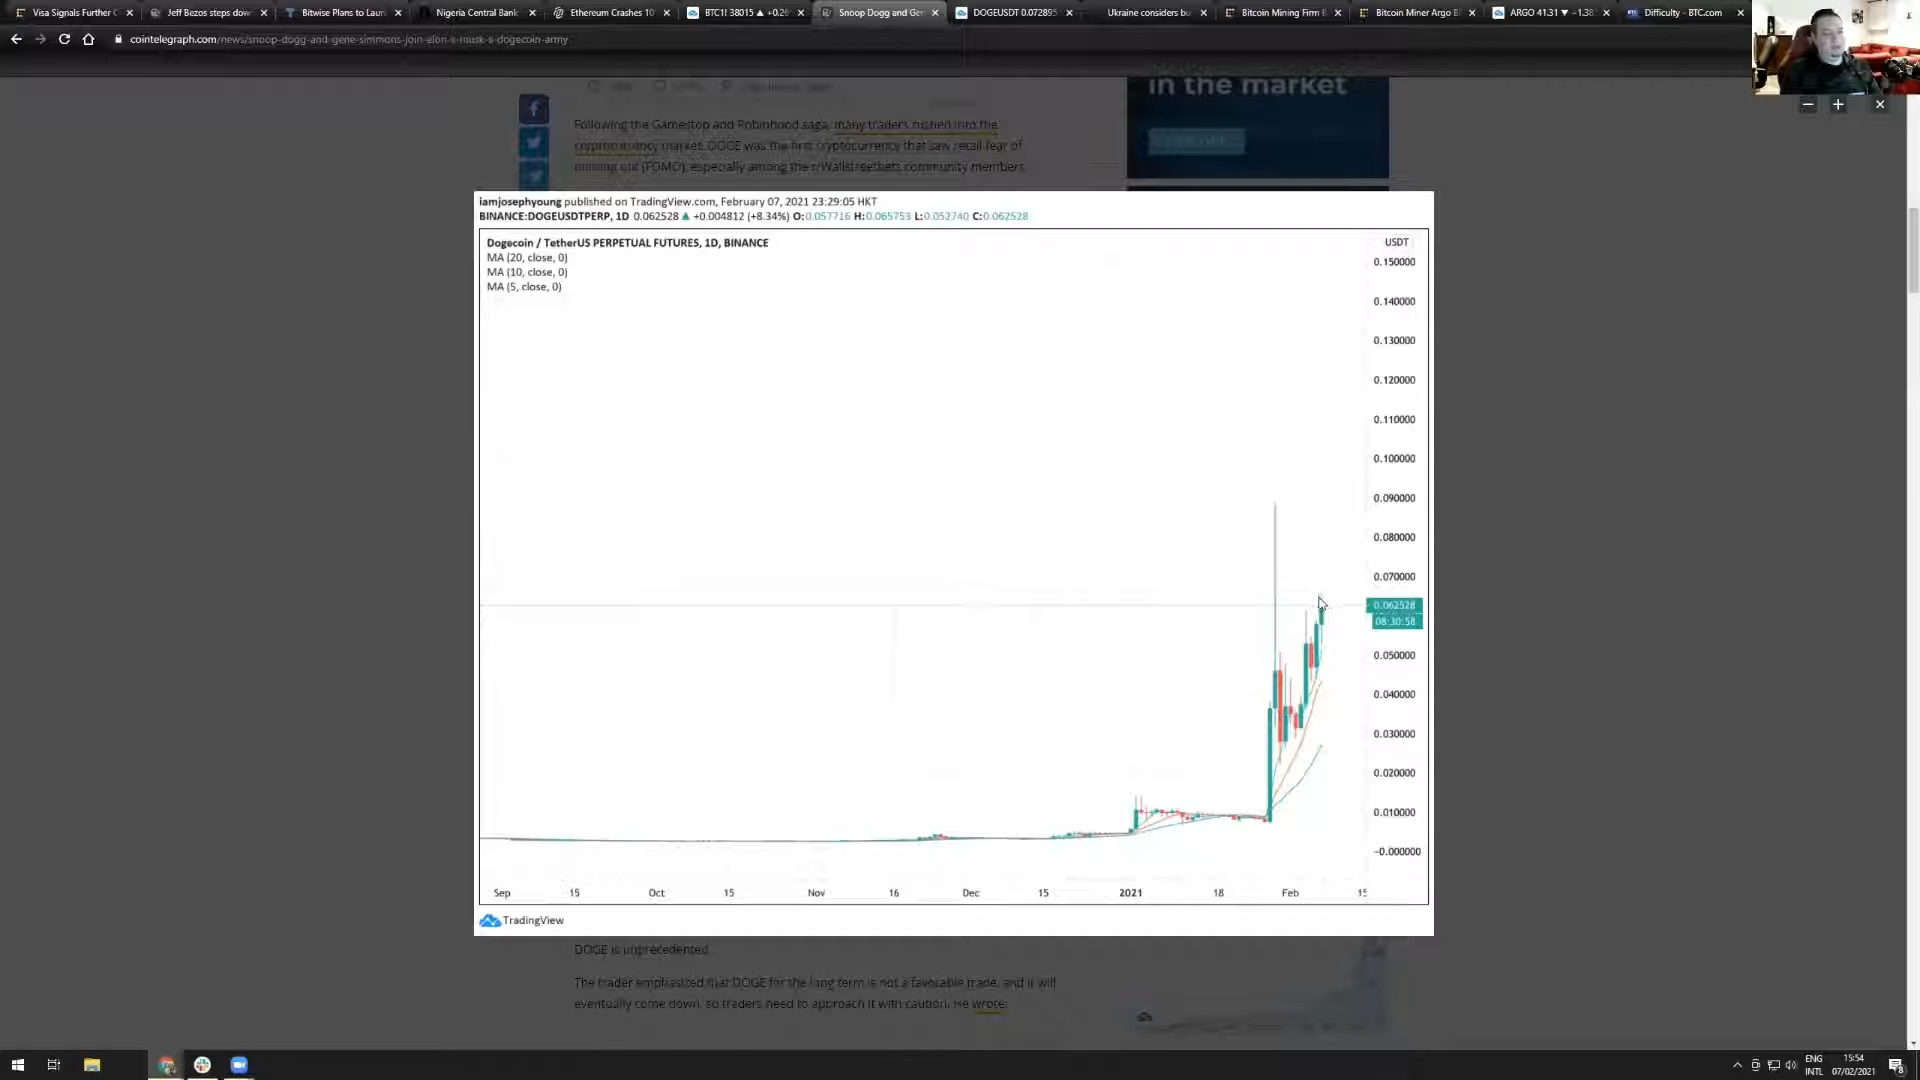 Visa Signals Further C
Jeff Bezos steps dow
Bitwise Plans to Laun
Nigeria Central Bank
Ethereum Crashes 10
BTC1! 38015 ▲ +0.26
Snoop Dogg and Ge
DOGEUSDT 0.072895
Ukraine considers bu
Bitcoin Mining Firm B
Bitcoin Miner Argo B
ARGO 41.31 ▼ −1.38
Difficulty - BTC.com
cointelegraph.com/news/snoop-dogg-and-gene-simmons-join-elon-s-musk-s-dogecoin-army
in the market
Following the Gamestop and Robinhood saga, many traders rushed into the
cryptocurrency market. DOGE was the first cryptocurrency that saw retail fear of
missing out (FOMO), especially among the r/Wallstreetbets community members
iamjosephyoung published on TradingView.com, February 07, 2021 23:29:05 HKT
BINANCE:DOGEUSDTPERP, 1D 0.062528 ▲ +0.004812 (+8.34%) O:0.057716 H:0.065753 L:0.052740 C:0.062528
Dogecoin / TetherUS PERPETUAL FUTURES, 1D, BINANCE
MA (20, close, 0)
MA (10, close, 0)
MA (5, close, 0)
USDT
0.150000
0.140000
0.130000
0.120000
0.110000
0.100000
0.090000
0.080000
0.070000
0.062528
08:30:58
0.050000
0.040000
0.030000
0.020000
0.010000
−0.000000
Sep 15 Oct 15 Nov 16 Dec 15 2021 18 Feb 15
TradingView
DOGE is unprecedented.
The trader emphasized that DOGE for the long term is not a favorable trade, and it will
eventually come down, so traders need to approach it with caution. He wrote:
ENG
INTL
15:54
07/02/2021